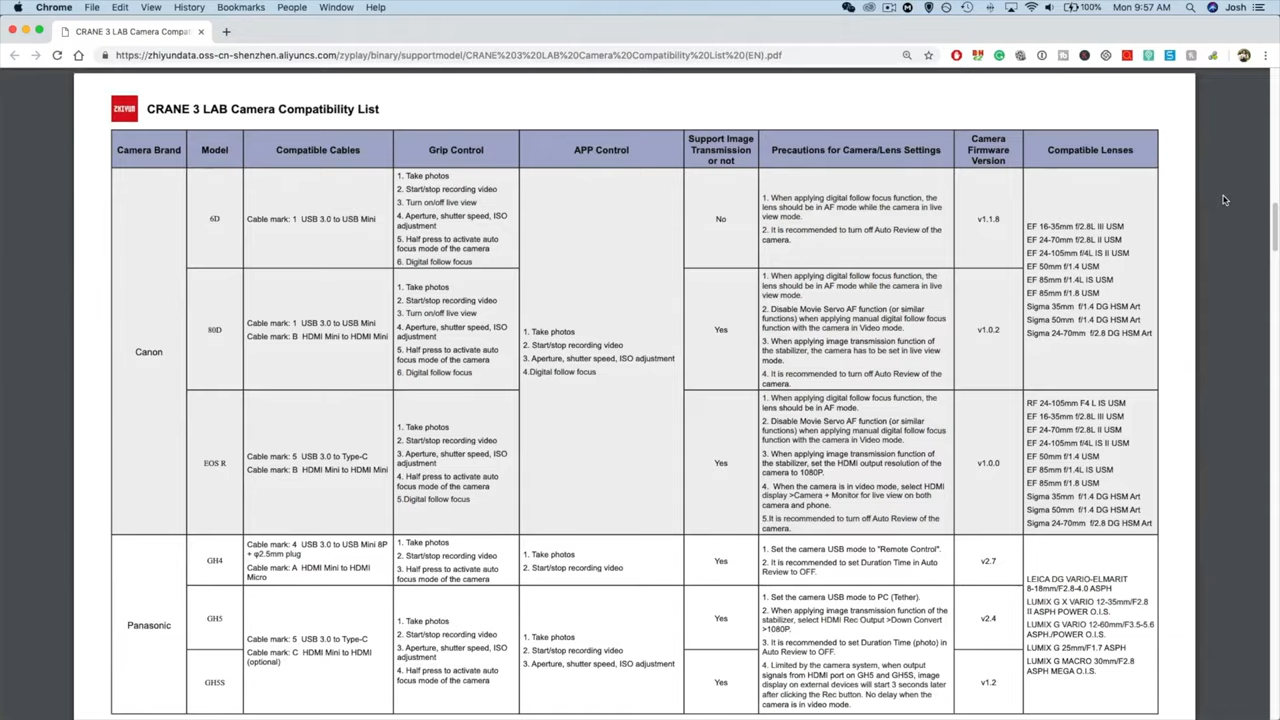 Chrome File Edit View History Bookmarks People Window Help 100% Mon 9:57 AM Josh
CRANE 3 LAB Camera Compat
https://zhiyundata.oss-cn-shenzhen.aliyuncs.com/zyplay/binary/supportmodel/CRANE%203%20LAB%20Camera%20Compatibility%20List%20(EN).pdf
ZHIYUN CRANE 3 LAB Camera Compatibility List
Camera Brand
Model
Compatible Cables
Grip Control
APP Control
Support Image
Transmission
or not
Precautions for Camera/Lens Settings
Camera
Firmware
Version
Compatible Lenses
Canon
6D
Cable mark: 1 USB 3.0 to USB Mini
1. Take photos
2. Start/stop recording video
3. Turn on/off live view
4. Aperture, shutter speed, ISO
adjustment
5. Half press to activate auto
focus mode of the camera
6. Digital follow focus
1. Take photos
2. Start/stop recording video
3. Aperture, shutter speed, ISO adjustment
4.Digital follow focus
No
1. When applying digital follow focus function, the
lens should be in AF mode while the camera in live
view mode.
2. It is recommended to turn off Auto Review of the
camera.
v1.1.8
EF 16-35mm f/2.8L III USM
EF 24-70mm f/2.8L II USM
EF 24-105mm f/4L IS II USM
EF 50mm f/1.4 USM
EF 85mm f/1.4L IS USM
EF 85mm f/1.8 USM
Sigma 35mm f/1.4 DG HSM Art
Sigma 50mm f/1.4 DG HSM Art
Sigma 24-70mm f/2.8 DG HSM Art
80D
Cable mark: 1 USB 3.0 to USB Mini
Cable mark: B HDMI Mini to HDMI Mini
1. Take photos
2. Start/stop recording video
3. Turn on/off live view
4. Aperture, shutter speed, ISO
adjustment
5. Half press to activate auto
focus mode of the camera
6. Digital follow focus
Yes
1. When applying digital follow focus function, the
lens should be in AF mode while the camera in live
view mode.
2. Disable Movie Servo AF function (or similar
functions) when applying manual digital follow focus
function with the camera in Video mode.
3. When applying image transmission function of
the stabilizer, the camera has to be set in live view
mode.
4. It is recommended to turn off Auto Review of the
camera.
v1.0.2
EOS R
Cable mark: 5 USB 3.0 to Type-C
Cable mark: B HDMI Mini to HDMI Mini
1. Take photos
2. Start/stop recording video
3. Aperture, shutter speed, ISO
adjustment
4. Half press to activate auto
focus mode of the camera
5.Digital follow focus
Yes
1. When applying digital follow focus function, the
lens should be in AF mode.
2. Disable Movie Servo AF function (or similar
functions) when applying manual digital follow focus
function with the camera in Video mode.
3. When applying image transmission function of
the stabilizer, set the HDMI output resolution of the
camera to 1080P.
4. When the camera is in video mode, select HDMI
display >Camera + Monitor for live view on both
camera and phone.
5.It is recommended to turn off Auto Review of the
camera.
v1.0.0
RF 24-105mm F4 L IS USM
EF 16-35mm f/2.8L III USM
EF 24-70mm f/2.8L II USM
EF 24-105mm f/4L IS II USM
EF 50mm f/1.4 USM
EF 85mm f/1.4L IS USM
EF 85mm f/1.8 USM
Sigma 35mm f/1.4 DG HSM Art
Sigma 50mm f/1.4 DG HSM Art
Sigma 24-70mm f/2.8 DG HSM Art
Panasonic
GH4
Cable mark: 4 USB 3.0 to USB Mini 8P
+ φ2.5mm plug
Cable mark: A HDMI Mini to HDMI
Micro
1. Take photos
2. Start/stop recording video
3. Half press to activate auto
focus mode of the camera
1. Take photos
2. Start/stop recording video
Yes
1. Set the camera USB mode to "Remote Control".
2. It is recommended to set Duration Time in Auto
Review to OFF.
v2.7
LEICA DG VARIO-ELMARIT
8-18mm/F2.8-4.0 ASPH
LUMIX G X VARIO 12-35mm/F2.8
II ASPH POWER O.I.S.
LUMIX G VARIO 12-60mm/F3.5-5.6
ASPH./POWER O.I.S.
LUMIX G 25mm/F1.7 ASPH
LUMIX G MACRO 30mm/F2.8
ASPH MEGA O.I.S.
GH5
Cable mark: 5 USB 3.0 to Type-C
Cable mark: C HDMI Mini to HDMI
(optional)
1. Take photos
2. Start/stop recording video
3. Aperture, shutter speed, ISO
adjustment
4. Half press to activate auto
focus mode of the camera
1. Take photos
2. Start/stop recording video
3. Aperture, shutter speed, ISO adjustment
Yes
1. Set the camera USB mode to PC (Tether).
2. When applying image transmission function of the
stabilizer, select HDMI Rec Output >Down Convert
>1080P.
3. It is recommended to set Duration Time (photo) in
Auto Review to OFF.
4. Limited by the camera system, when output
signals from HDMI port on GH5 and GH5S, image
display on external devices will start 3 seconds later
after clicking the Rec button. No delay when the
camera is in video mode.
v2.4
GH5S
Yes
v1.2